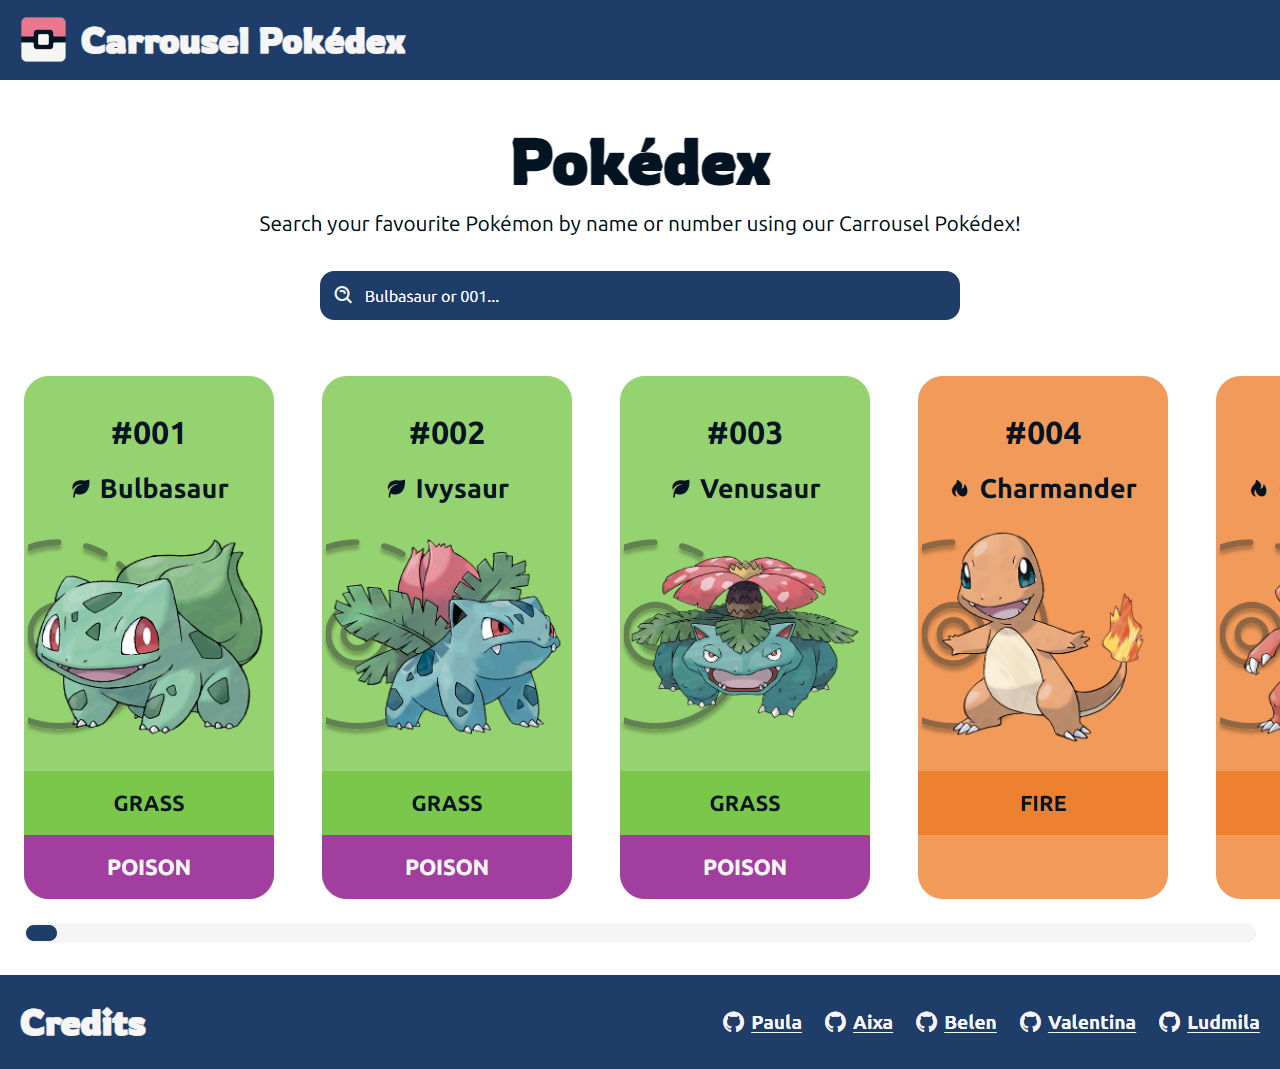 Carrousel Pokédex
Pokédex
Search your favourite Pokémon by name or number using our Carrousel Pokédex!
Bulbasaur or 001...
#001
Bulbasaur
GRASS
POISON
#002
Ivysaur
GRASS
POISON
#003
Venusaur
GRASS
POISON
#004
Charmander
FIRE
Credits
Paula
Aixa
Belen
Valentina
Ludmila